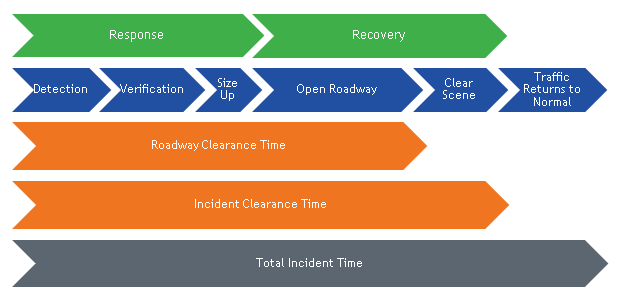 Response
Recovery
Detection
Verification
Size
Up
Open Roadway
Clear
Scene
Traffic
Returns to
Normal
Roadway Clearance Time
Incident Clearance Time
Total Incident Time